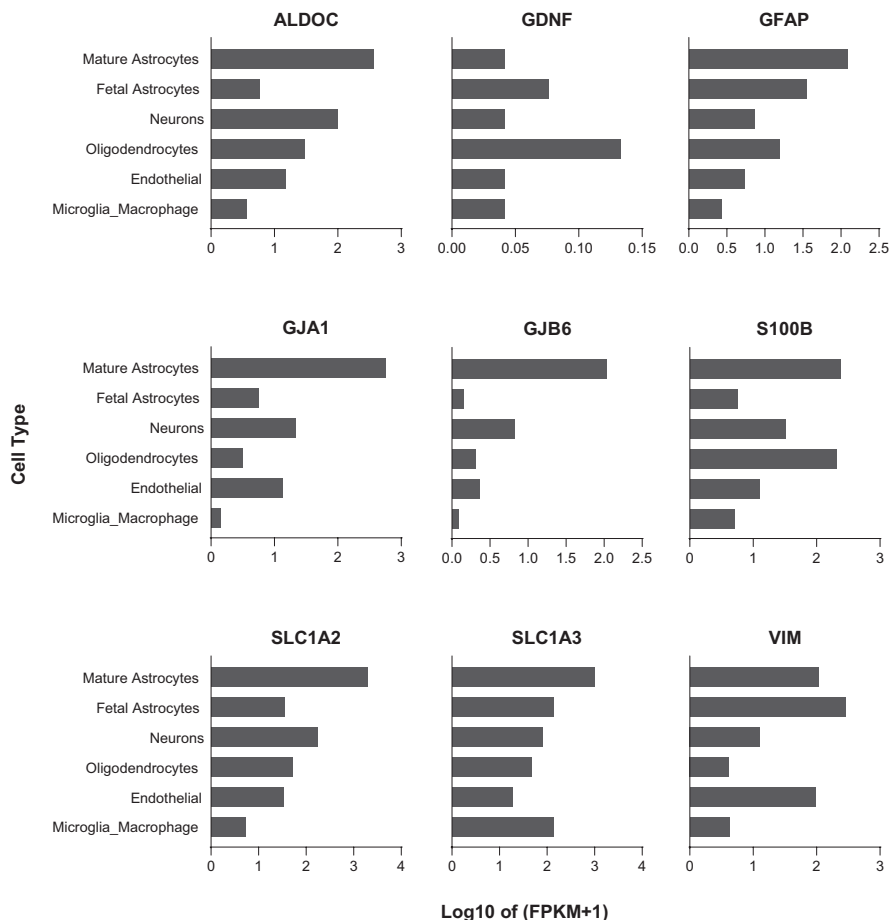 ALDOC GDNF GFAP
Mature Astrocytes
Fetal Astrocytes
Neurons
Oligodendrocytes
Endothelial
Microglia_Macrophage
0 1 2 3 0.00 0.05 0.10 0.15 0.0 0.5 1.0 1.5 2.0 2.5
GJA1 GJB6 S100B
Mature Astrocytes
Fetal Astrocytes
Neurons
Oligodendrocytes
Endothelial
Microglia_Macrophage
0 1 2 3 0.0 0.5 1.0 1.5 2.0 2.5 0 1 2 3
Cell Type
SLC1A2 SLC1A3 VIM
Mature Astrocytes
Fetal Astrocytes
Neurons
Oligodendrocytes
Endothelial
Microglia_Macrophage
0 1 2 3 4 0 1 2 3 4 0 1 2 3
Log10 of (FPKM+1)